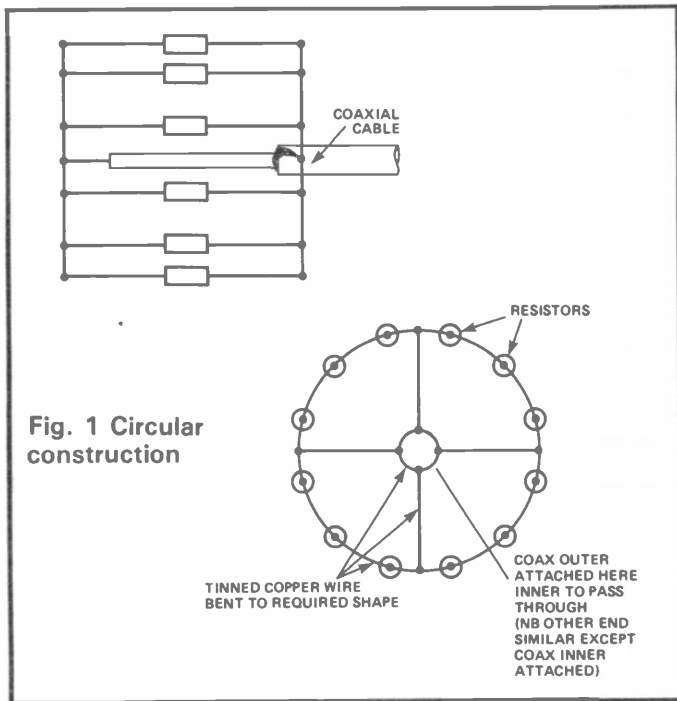 COAXIAL
CABLE
RESISTORS
Fig. 1 Circular
construction
TINNED COPPER WIRE
BENT TO REQUIRED SHAPE
COAX OUTER
ATTACHED HERE
INNER TO PASS
THROUGH
(NB OTHER END
SIMILAR EXCEPT
COAX INNER
ATTACHED)